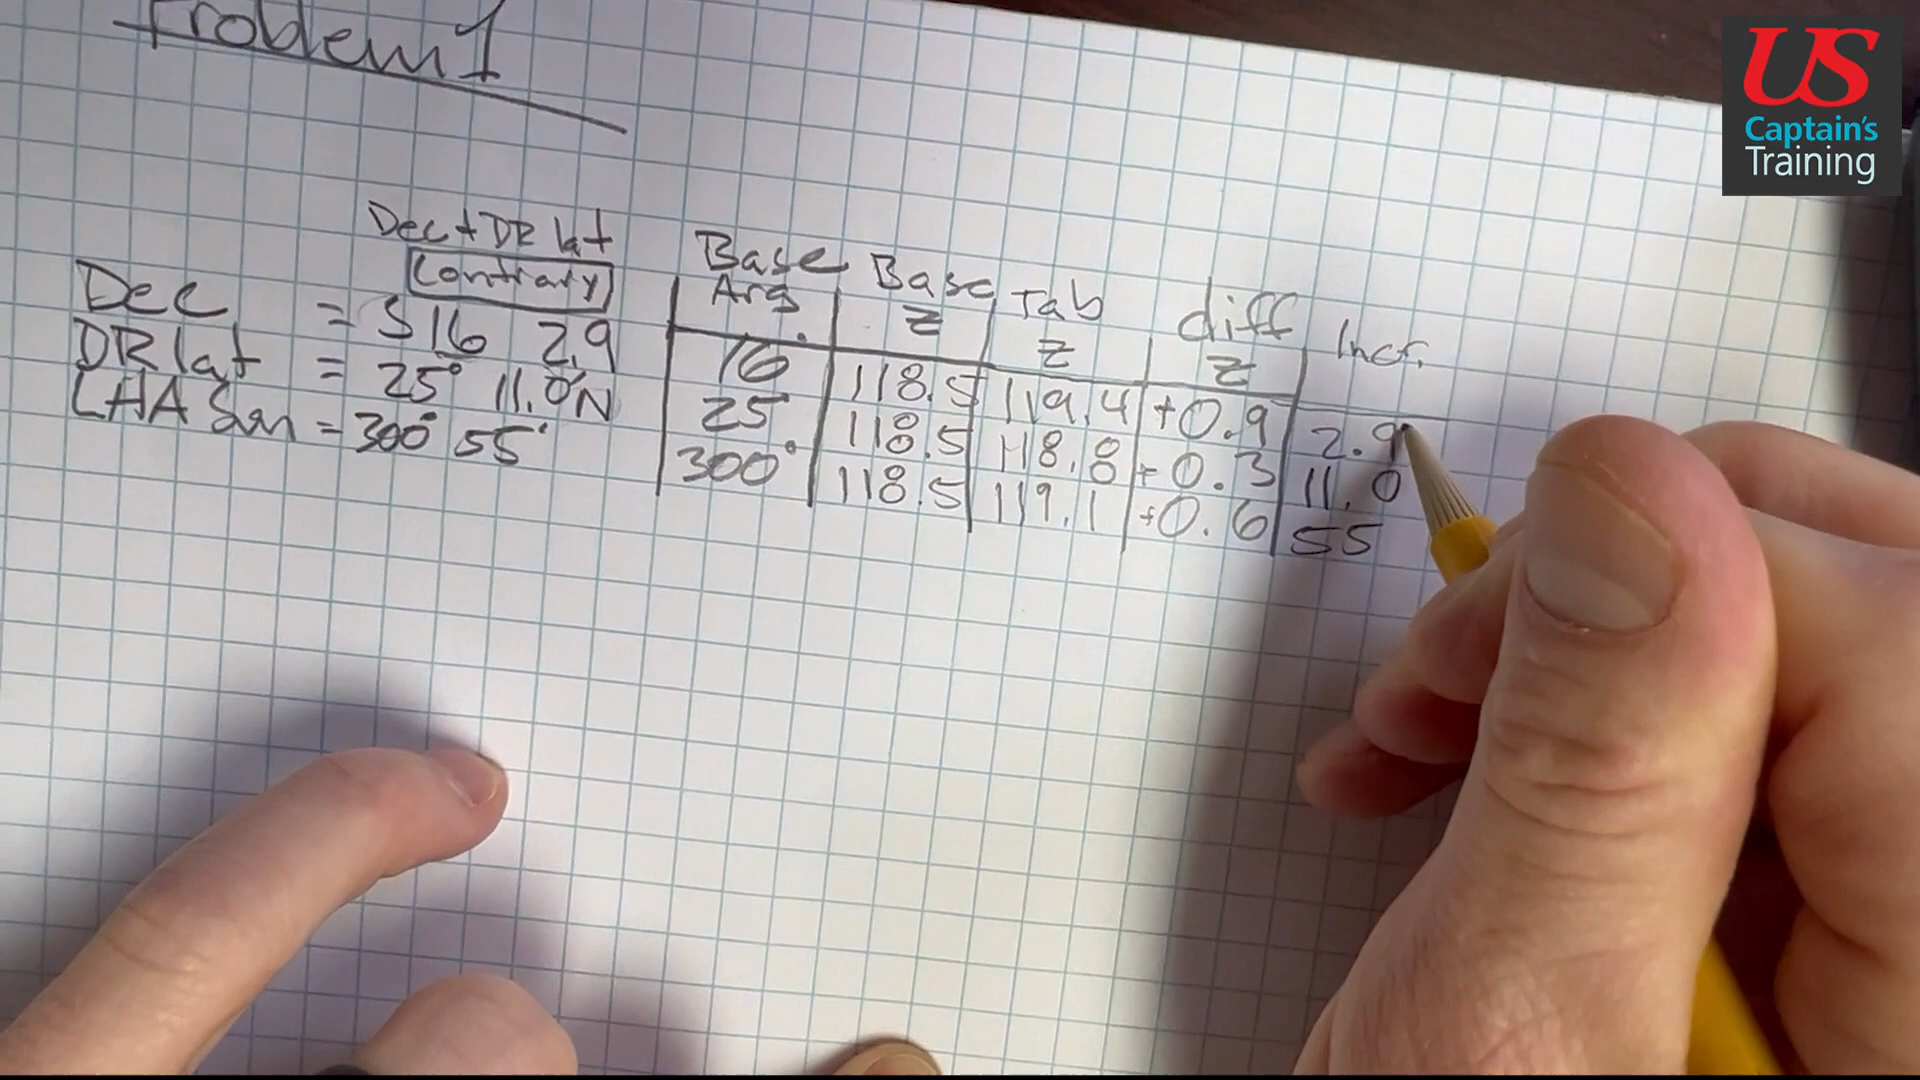 Problem 1
US
Captain's
Training
Dec + DR lat
Contrary
Dec = S 16 2.9
DR lat = 25° 11.0'N
LHA Sun = 300° 55'
Base Arg. Base z Tab z diff z Incr.
16 118.5 119.4 +0.9 2.9
25 118.5 118.8 +0.3 11.0
300° 118.5 119.1 +0.6 55